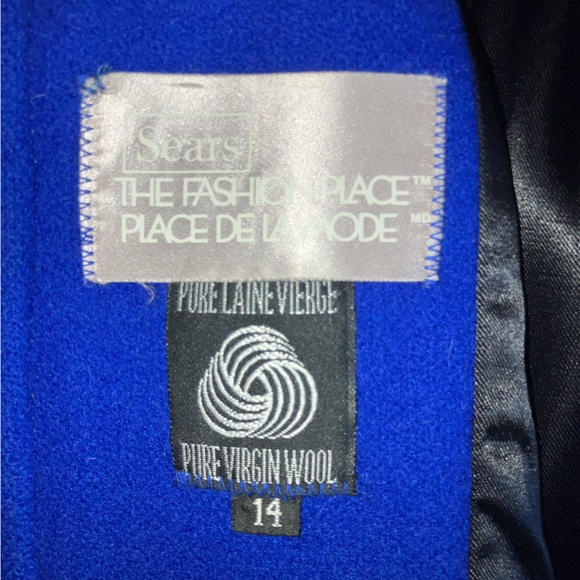 Sears
THE FASHION PLACE™
PLACE DE LA MODE MD
PURE LAINE VIERGE
PURE VIRGIN WOOL
14